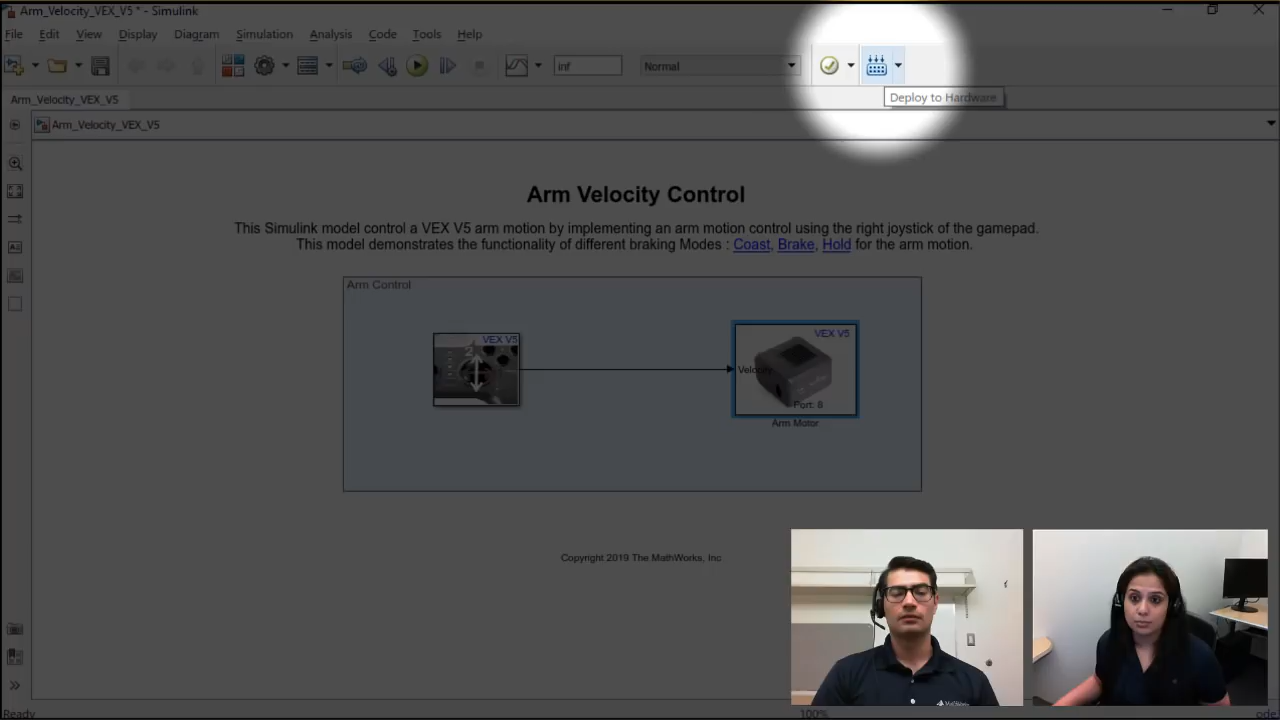 Arm_Velocity_VEX_V5 * - Simulink
File Edit View Display Diagram Simulation Analysis Code Tools Help
inf Normal
Deploy to Hardware
Arm_Velocity_VEX_V5
Arm_Velocity_VEX_V5
Arm Velocity Control
This Simulink model control a VEX V5 arm motion by implementing an arm motion control using the right joystick of the gamepad.
This model demonstrates the functionality of different braking Modes : Coast, Brake, Hold for the arm motion.
Arm Control
VEX V5
2
VEX V5
Velocity
Port: 8
Arm Motor
Copyright 2019 The MathWorks, Inc
Ready 100% ode